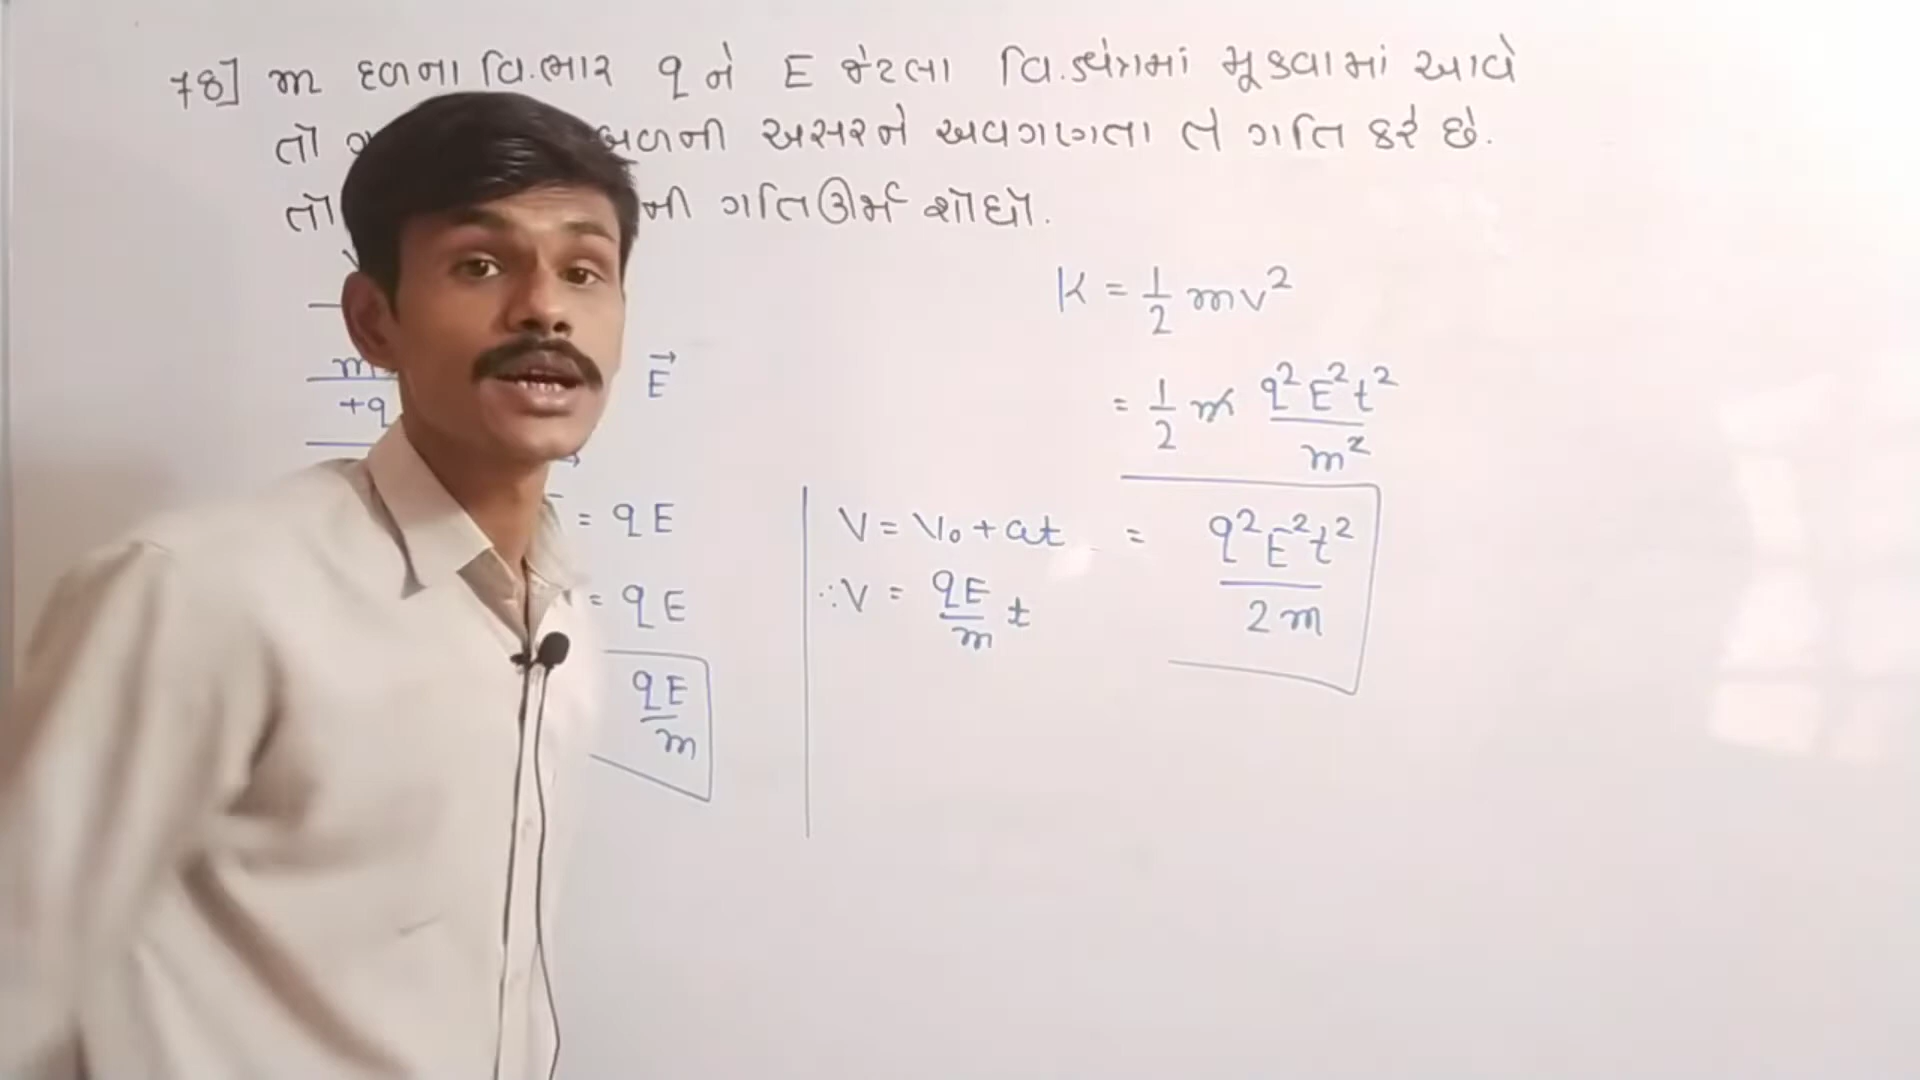 78] m દળના વિ.ભાર q ને E જેટલા વિ.ક્ષેત્રમાં મૂકવામાં આવે
તો બળની અસરને અવગણતા તે ગતિ કરે છે.
તો ની ગતિઊર્જા શોધો.
m
+q
E⃗
= qE
= qE
qE/m
V = V₀ + at
∴ V = qE/m t
K = 1/2 mv²
= 1/2 m q²E²t²/m²
= q²E²t²/2m